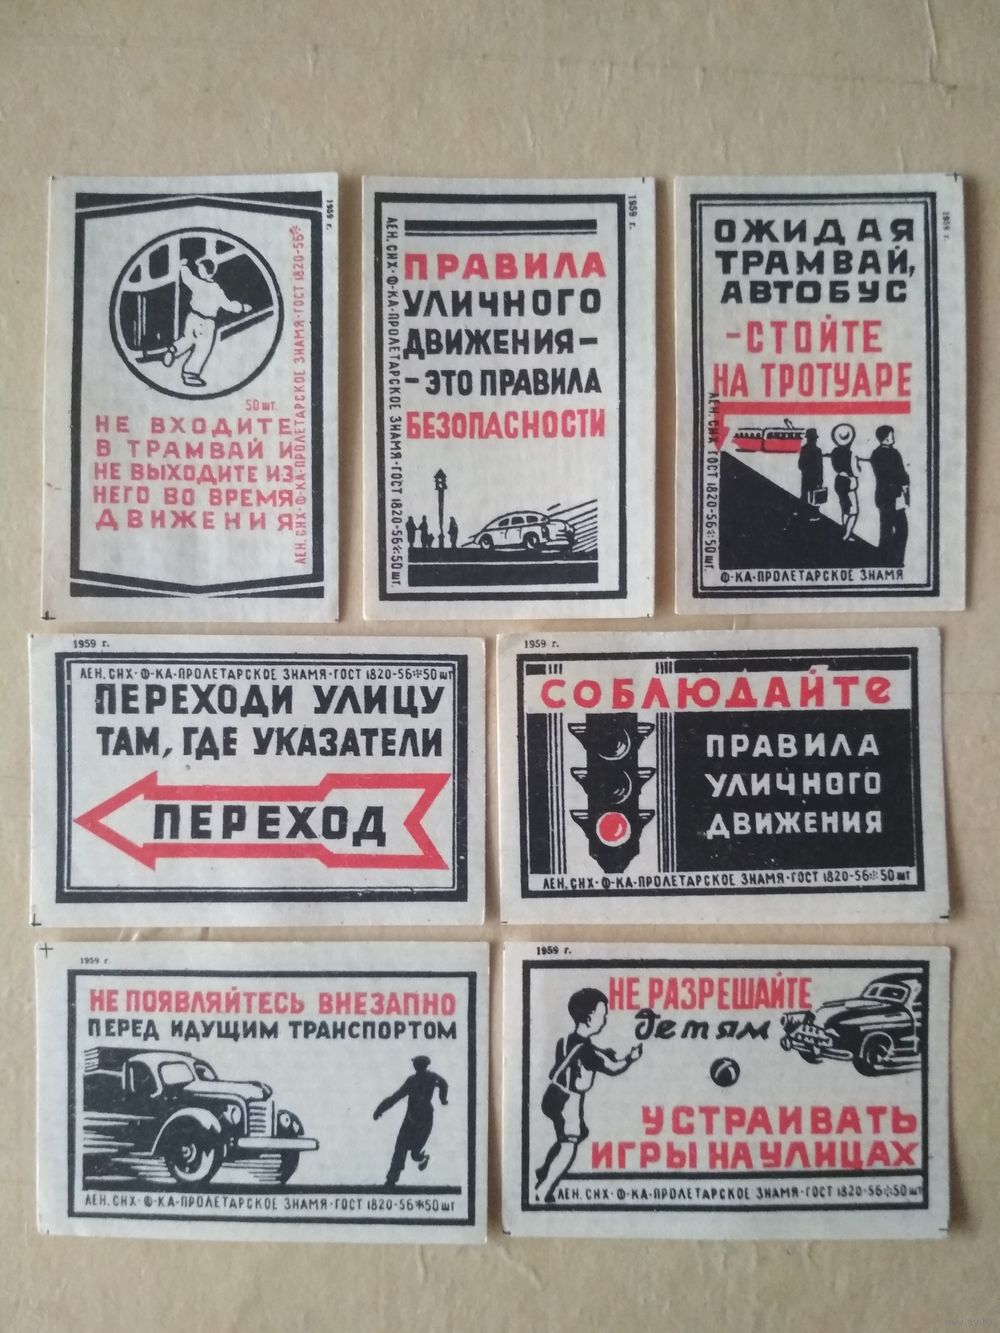 1959 г.
50 шт.
НЕ ВХОДИТЕ
В ТРАМВАЙ И
НЕ ВЫХОДИТЕ ИЗ
НЕГО ВО ВРЕМЯ
ДВИЖЕНИЯ
ЛЕН. СНХ·Ф-КА·ПРОЛЕТАРСКОЕ ЗНАМЯ·ГОСТ 1820-56
1959 г.
ПРАВИЛА
УЛИЧНОГО
ДВИЖЕНИЯ–
–ЭТО ПРАВИЛА
БЕЗОПАСНОСТИ
ЛЕН. СНХ·Ф-КА·ПРОЛЕТАРСКОЕ ЗНАМЯ·ГОСТ 1820-56 50 шт.
1959 г.
ОЖИДАЯ
ТРАМВАЙ,
АВТОБУС
-СТОЙТЕ
НА ТРОТУАРЕ
ЛЕН. СНХ ГОСТ 1820-56 50 шт.
Ф-КА·ПРОЛЕТАРСКОЕ ЗНАМЯ
1959 г.
ЛЕН. СНХ·Ф-КА·ПРОЛЕТАРСКОЕ ЗНАМЯ·ГОСТ 1820-56 50 шт
ПЕРЕХОДИ УЛИЦУ
ТАМ, ГДЕ УКАЗАТЕЛИ
ПЕРЕХОД
1959 г.
СОБЛЮДАЙТе
ПРАВИЛА
УЛИЧНОГО
ДВИЖЕНИЯ
ЛЕН. СНХ·Ф-КА·ПРОЛЕТАРСКОЕ ЗНАМЯ·ГОСТ 1820-56 50 шт
1959 г.
НЕ ПОЯВЛЯЙТЕСЬ ВНЕЗАПНО
ПЕРЕД ИДУЩИМ ТРАНСПОРТОМ
ЛЕН. СНХ·Ф-КА·ПРОЛЕТАРСКОЕ ЗНАМЯ·ГОСТ 1820-56 50 шт
1959 г.
НЕ РАЗРЕШАЙТЕ
детям
УСТРАИВАТЬ
ИГРЫ НА УЛИЦАХ
ЛЕН. СНХ·Ф-КА·ПРОЛЕТАРСКОЕ ЗНАМЯ·ГОСТ 1820-56 50 шт